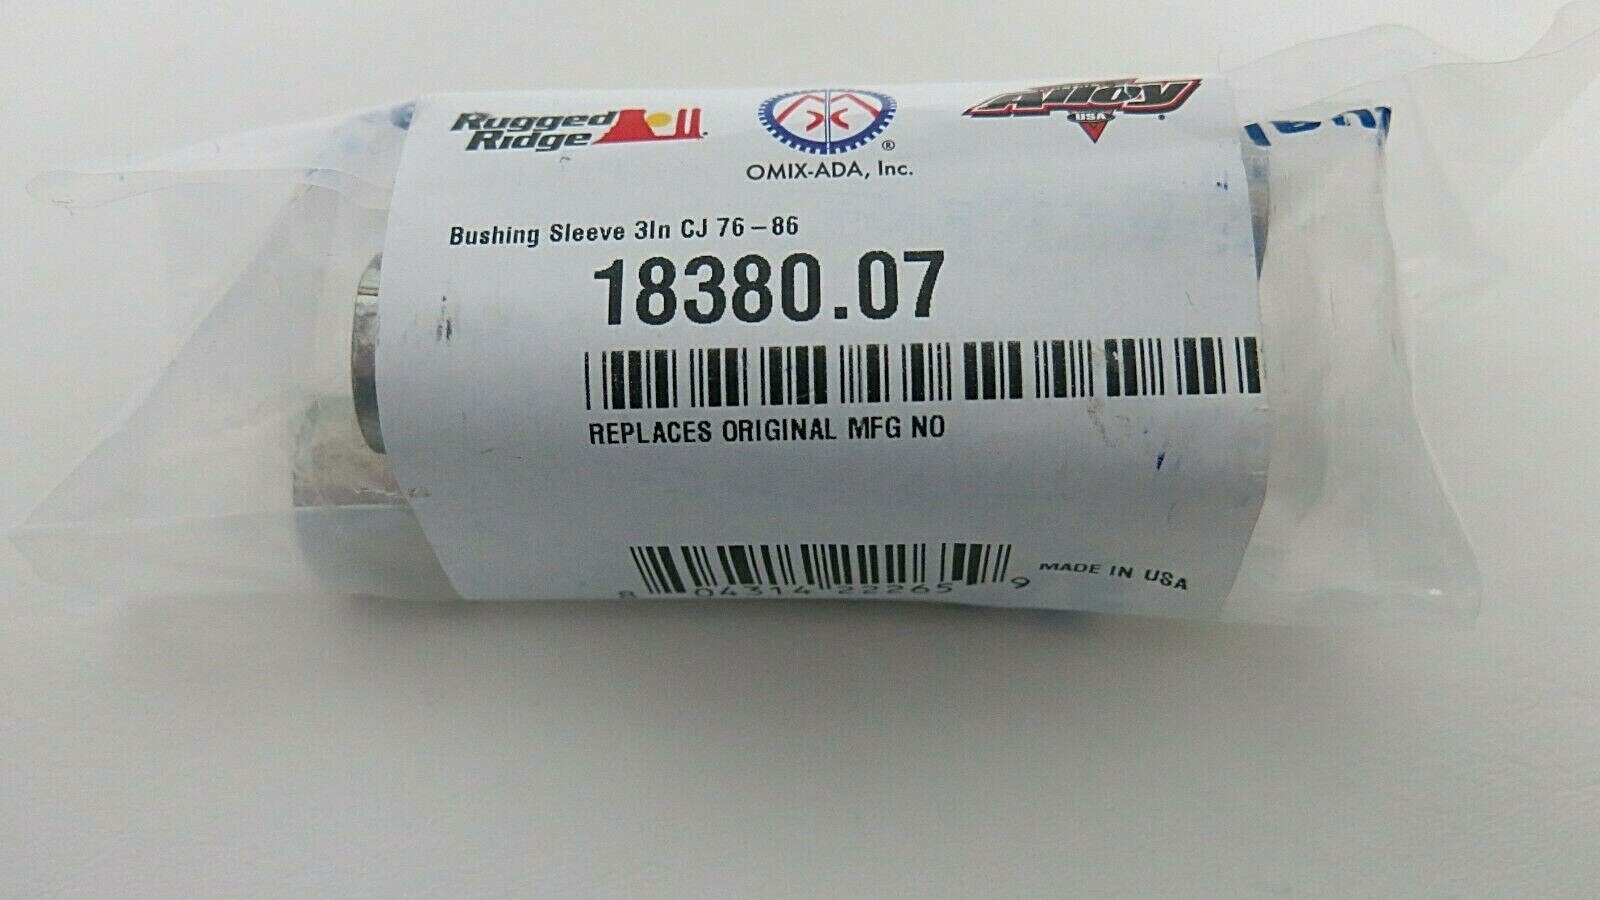 Rugged
Ridge
OMIX-ADA, Inc.
Alloy
USA
Bushing Sleeve 3In CJ 76-86
18380.07
REPLACES ORIGINAL MFG NO
8 04314 22265 9
MADE IN USA